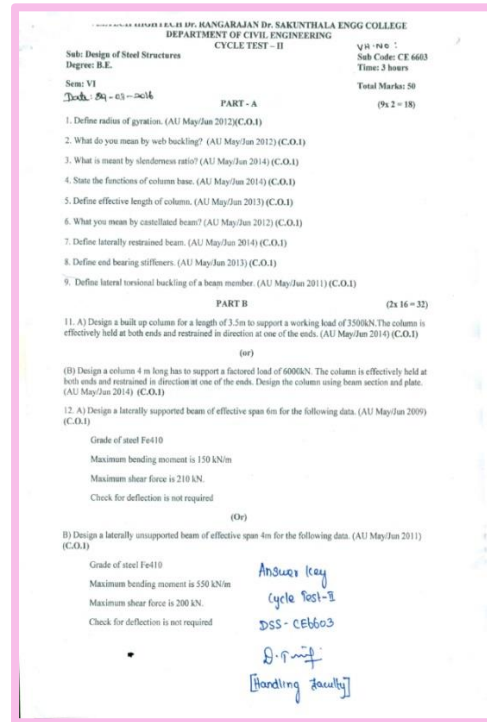 Dr. RANGARAJAN Dr. SAKUNTHALA ENGG COLLEGE
DEPARTMENT OF CIVIL ENGINEERING
CYCLE TEST – II
VH-NO :
Sub: Design of Steel Structures
Sub Code: CE 6603
Degree: B.E.
Time: 3 hours
Sem: VI
Total Marks: 50
PART - A
(9x 2 = 18)
1. Define radius of gyration. (AU May/Jun 2012)(C.O.1)
2. What do you mean by web buckling? (AU May/Jun 2012) (C.O.1)
3. What is meant by slenderness ratio? (AU May/Jun 2014) (C.O.1)
4. State the functions of column base. (AU May/Jun 2014) (C.O.1)
5. Define effective length of column. (AU May/Jun 2013) (C.O.1)
6. What you mean by castellated beam? (AU May/Jun 2012) (C.O.1)
7. Define laterally restrained beam. (AU May/Jun 2014) (C.O.1)
8. Define end bearing stiffeners. (AU May/Jun 2013) (C.O.1)
9. Define lateral torsional buckling of a beam member. (AU May/Jun 2011) (C.O.1)
PART B
(2x 16 = 32)
11. A) Design a built up column for a length of 3.5m to support a working load of 3500kN.The column is
effectively held at both ends and restrained in direction at one of the ends. (AU May/Jun 2014) (C.O.1)
(or)
(B) Design a column 4 m long has to support a factored load of 6000kN. The column is effectively held at
both ends and restrained in direction at one of the ends. Design the column using beam section and plate.
(AU May/Jun 2014) (C.O.1)
12. A) Design a laterally supported beam of effective span 6m for the following data. (AU May/Jun 2009)
(C.O.1)
Grade of steel Fe410
Maximum bending moment is 150 kN/m
Maximum shear force is 210 kN.
Check for deflection is not required
(Or)
B) Design a laterally unsupported beam of effective span 4m for the following data. (AU May/Jun 2011)
(C.O.1)
Grade of steel Fe410
Maximum bending moment is 550 kN/m
Maximum shear force is 200 kN.
Check for deflection is not required
Answer Key
Cycle Test-II
DSS - CE6603
[Handling Faculty]